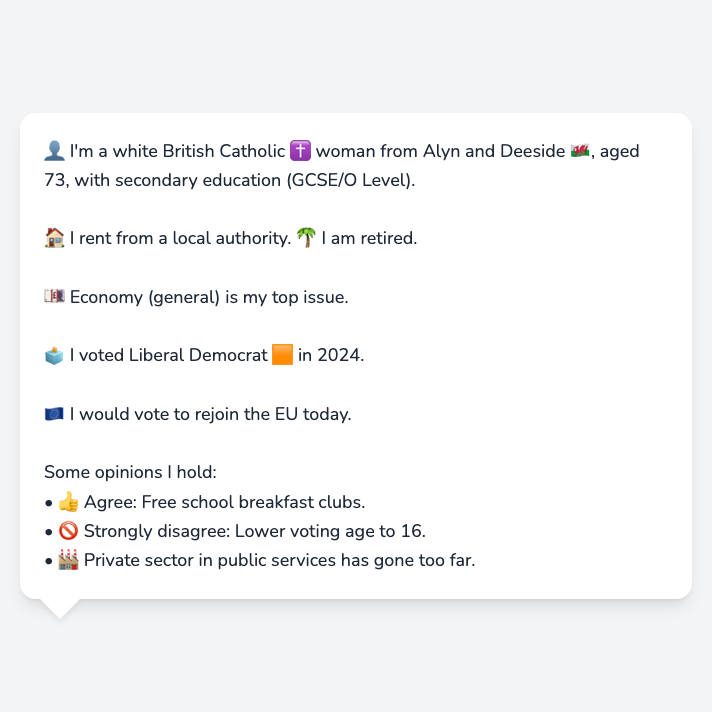 👤 I'm a white British Catholic ✝️ woman from Alyn and Deeside 🏴󠁧󠁢󠁷󠁬󠁳󠁿, aged
73, with secondary education (GCSE/O Level).
🏠 I rent from a local authority. 🌴 I am retired.
💷 Economy (general) is my top issue.
🗳️ I voted Liberal Democrat 🟧 in 2024.
🇪🇺 I would vote to rejoin the EU today.
Some opinions I hold:
• 👍 Agree: Free school breakfast clubs.
• 🚫 Strongly disagree: Lower voting age to 16.
• 🏭 Private sector in public services has gone too far.